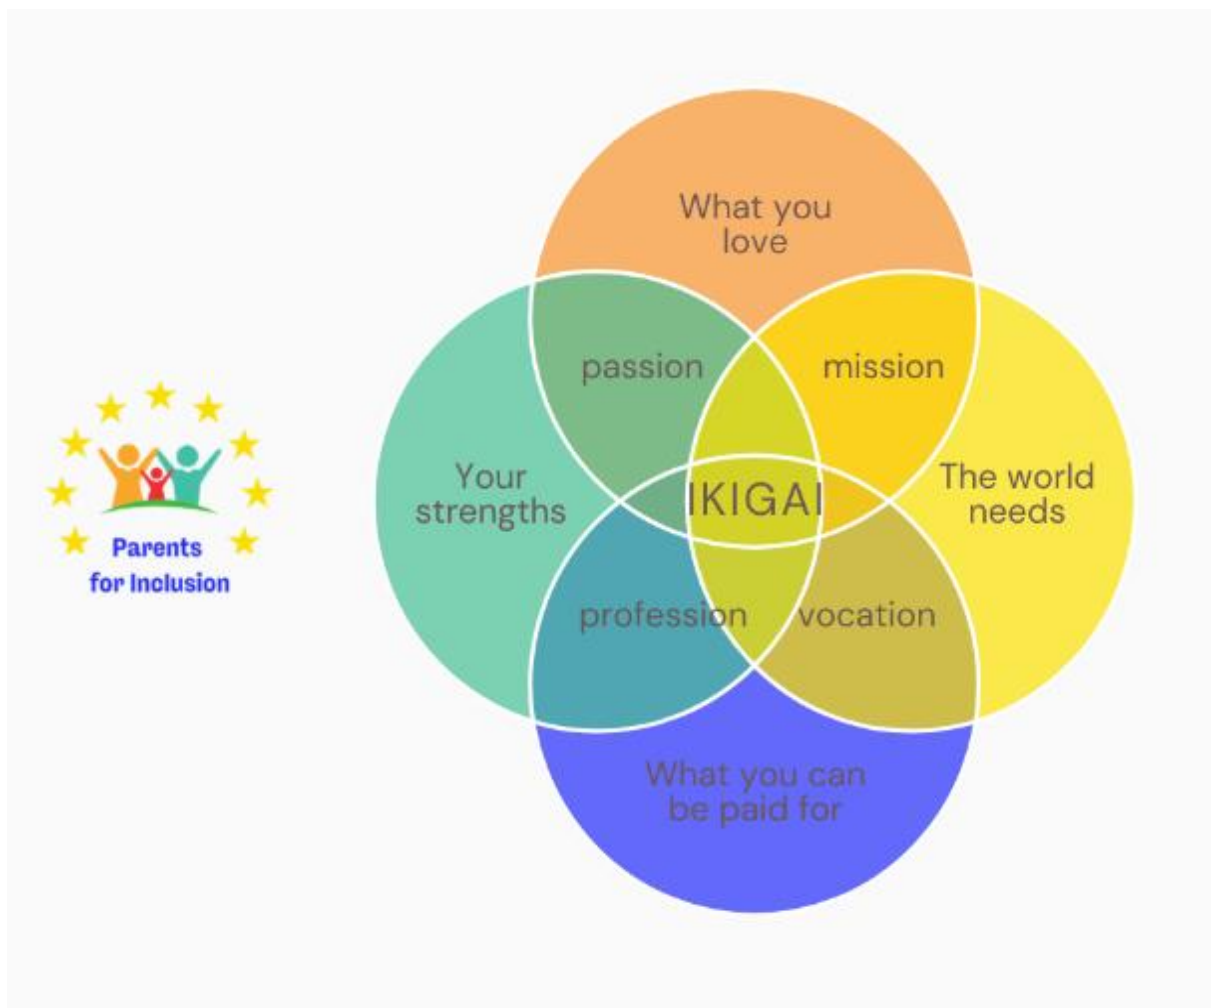 What you
love
passion
mission
Your
strengths
IKIGAI
The world
needs
profession
vocation
What you can
be paid for
Parents
for Inclusion